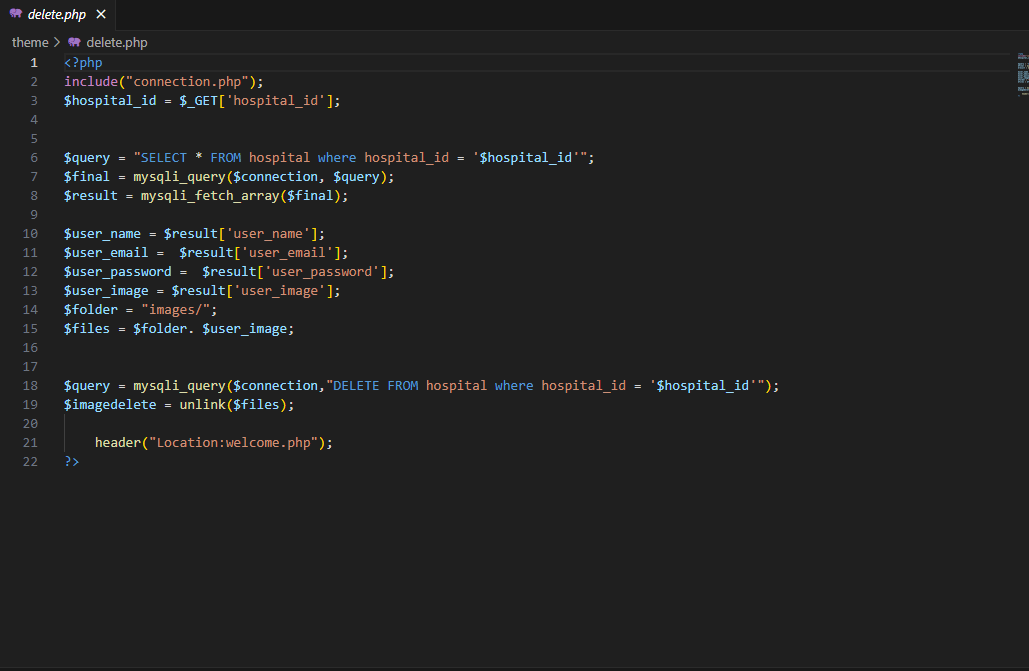 delete.php
theme > delete.php
1 <?php
2 include("connection.php");
3 $hospital_id = $_GET['hospital_id'];
4
5
6 $query = "SELECT * FROM hospital where hospital_id = '$hospital_id'";
7 $final = mysqli_query($connection, $query);
8 $result = mysqli_fetch_array($final);
9
10 $user_name = $result['user_name'];
11 $user_email =  $result['user_email'];
12 $user_password =  $result['user_password'];
13 $user_image = $result['user_image'];
14 $folder = "images/";
15 $files = $folder. $user_image;
16
17
18 $query = mysqli_query($connection,"DELETE FROM hospital where hospital_id = '$hospital_id'");
19 $imagedelete = unlink($files);
20
21     header("Location:welcome.php");
22 ?>